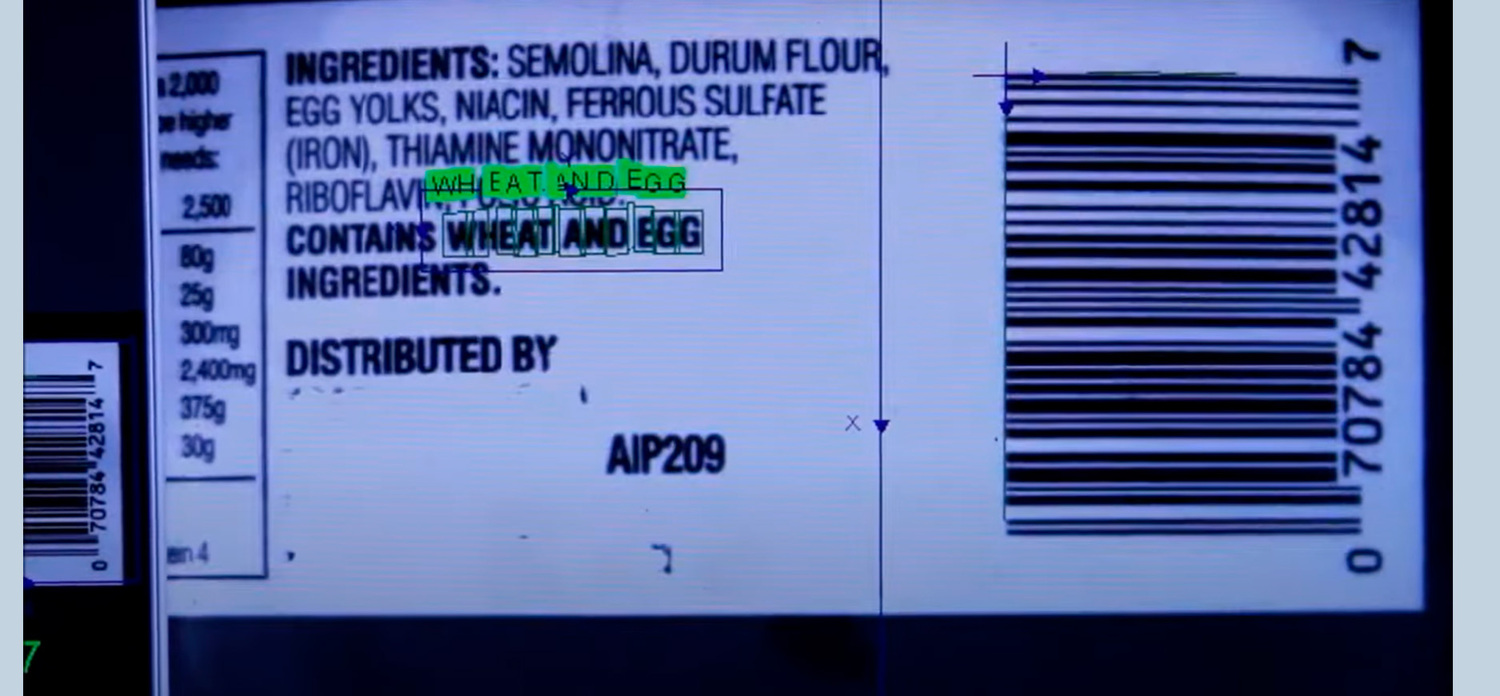 2,000
higher
needs:
2,500
80g
25g
300mg
2,400mg
375g
30g
4
INGREDIENTS: SEMOLINA, DURUM FLOUR,
EGG YOLKS, NIACIN, FERROUS SULFATE
(IRON), THIAMINE MONONITRATE,
WHEAT AND EGG
RIBOFLAVIN,
CONTAINS WHEAT AND EGG
INGREDIENTS.
DISTRIBUTED BY
AIP209
X
0 70784 42814 7
0 70784 42814 7
7